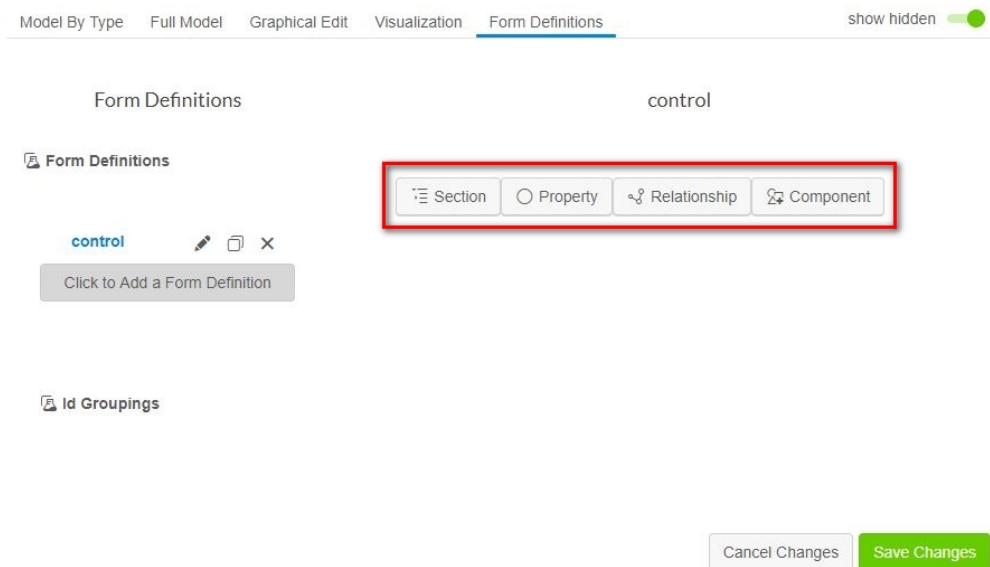 Model By Type Full Model Graphical Edit Visualization Form Definitions show hidden
Form Definitions control
Form Definitions
Section Property Relationship Component
control
Click to Add a Form Definition
Id Groupings
Cancel Changes Save Changes